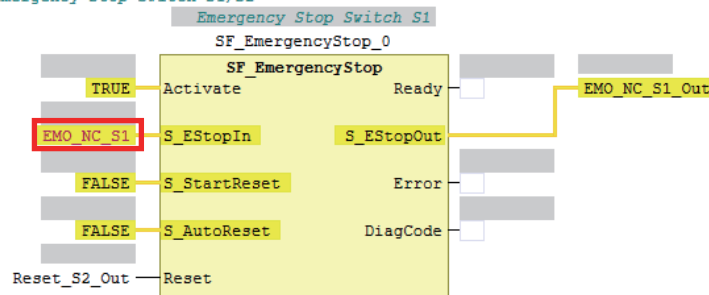 Emergency Stop Switch S1
SF_EmergencyStop_0
SF_EmergencyStop
TRUE Activate Ready
EMO_NC_S1 S_EStopIn S_EStopOut EMO_NC_S1_Out
FALSE S_StartReset Error
FALSE S_AutoReset DiagCode
Reset_S2_Out Reset